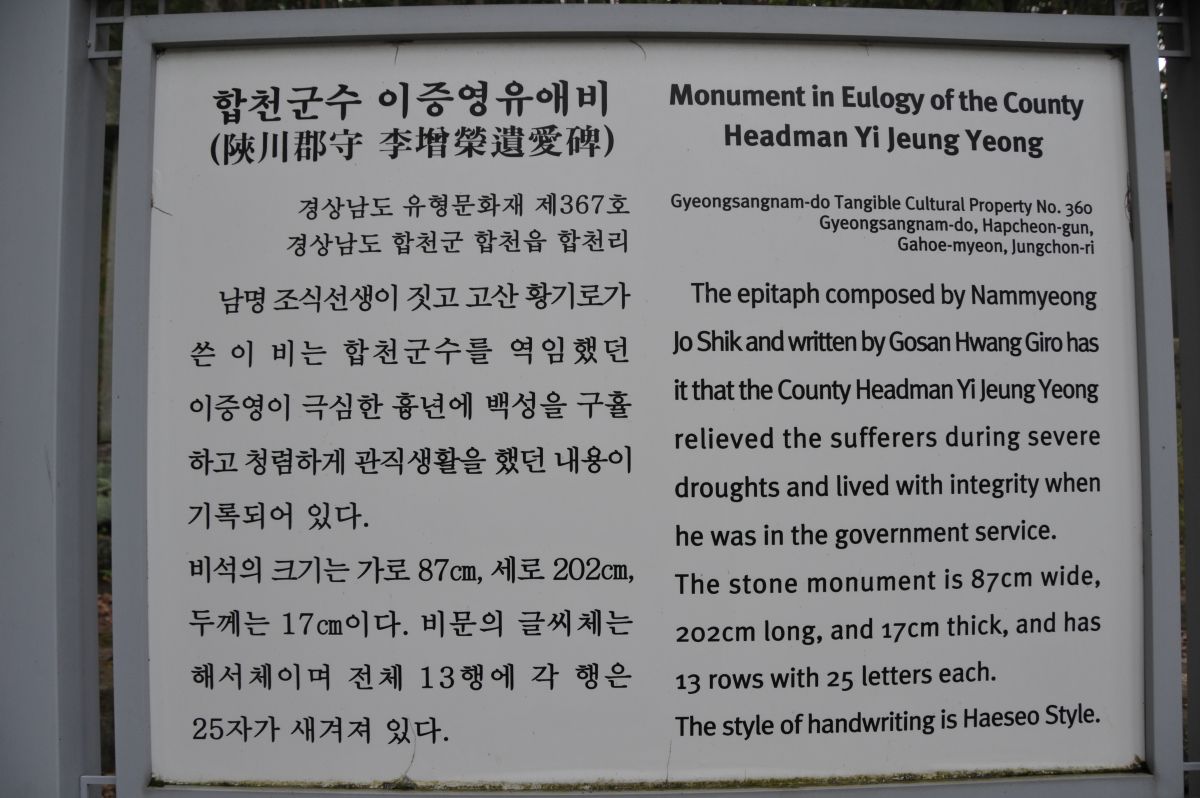 합천군수 이증영유애비
(陜川郡守 李增榮遺愛碑)
경상남도 유형문화재 제367호
경상남도 합천군 합천읍 합천리
남명 조식선생이 짓고 고산 황기로가
쓴 이 비는 합천군수를 역임했던
이증영이 극심한 흉년에 백성을 구휼
하고 청렴하게 관직생활을 했던 내용이
기록되어 있다.
비석의 크기는 가로 87㎝, 세로 202㎝,
두께는 17㎝이다. 비문의 글씨체는
해서체이며 전체 13행에 각 행은
25자가 새겨져 있다.
Monument in Eulogy of the County
Headman Yi Jeung Yeong
Gyeongsangnam-do Tangible Cultural Property No. 360
Gyeongsangnam-do, Hapcheon-gun,
Gahoe-myeon, Jungchon-ri
The epitaph composed by Nammyeong
Jo Shik and written by Gosan Hwang Giro has
it that the County Headman Yi Jeung Yeong
relieved the sufferers during severe
droughts and lived with integrity when
he was in the government service.
The stone monument is 87cm wide,
202cm long, and 17cm thick, and has
13 rows with 25 letters each.
The style of handwriting is Haeseo Style.